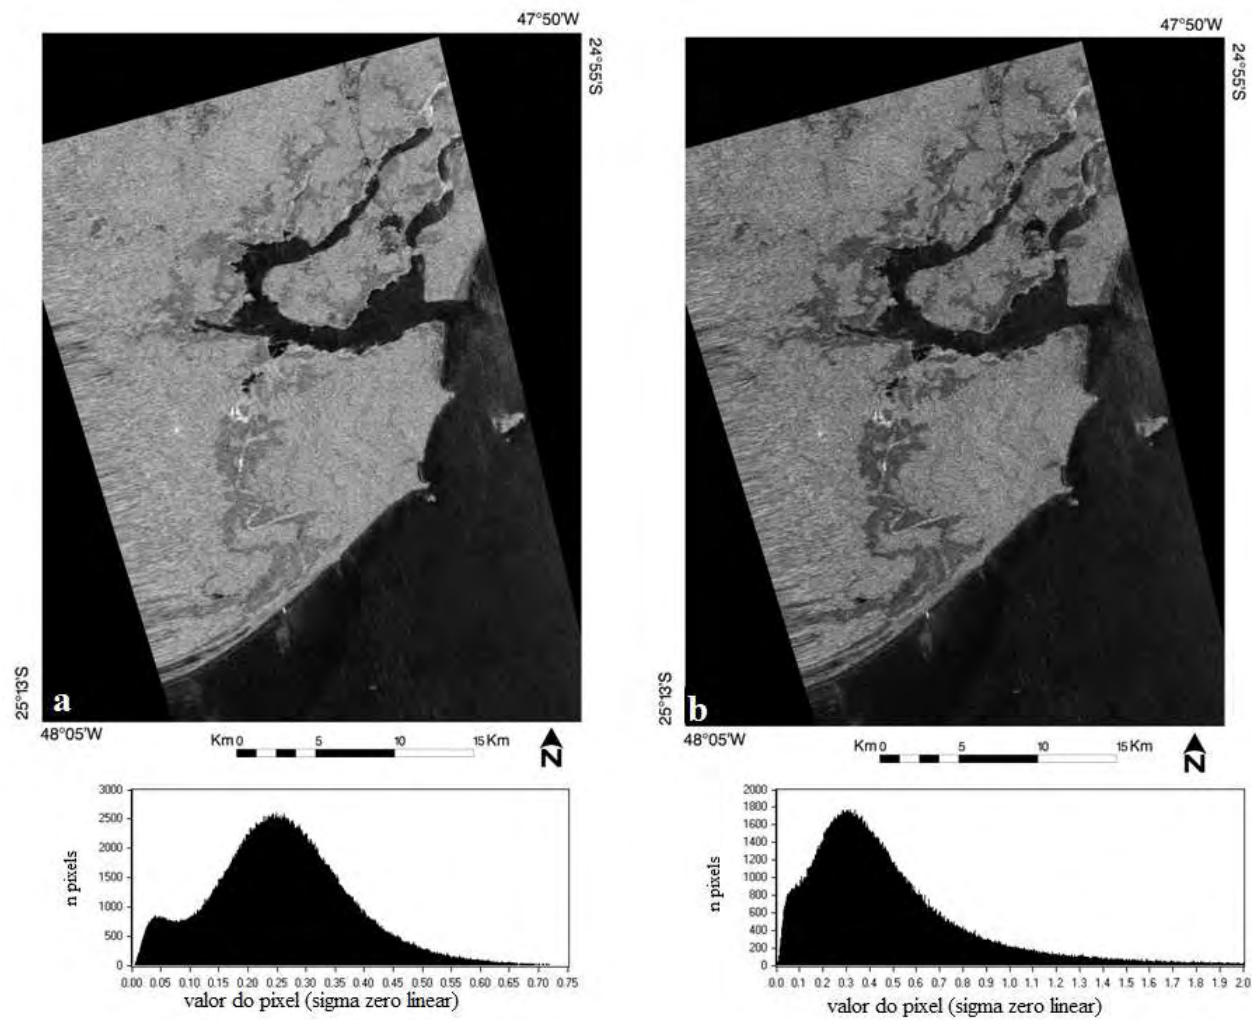 47°50'W
24°55'S
a
25°13'S
48°05'W
Km 0 5 10 15 Km
N
3000
2500
2000
1500
1000
500
0
n pixels
0.00 0.05 0.10 0.15 0.20 0.25 0.30 0.35 0.40 0.45 0.50 0.55 0.60 0.65 0.70 0.75
valor do pixel (sigma zero linear)
47°50'W
24°55'S
b
25°13'S
48°05'W
Km 0 5 10 15 Km
N
2000
1800
1600
1400
1200
1000
800
600
400
200
0
n pixels
0.0 0.1 0.2 0.3 0.4 0.5 0.6 0.7 0.8 0.9 1.0 1.1 1.2 1.3 1.4 1.5 1.6 1.7 1.8 1.9 2.0
valor do pixel (sigma zero linear)